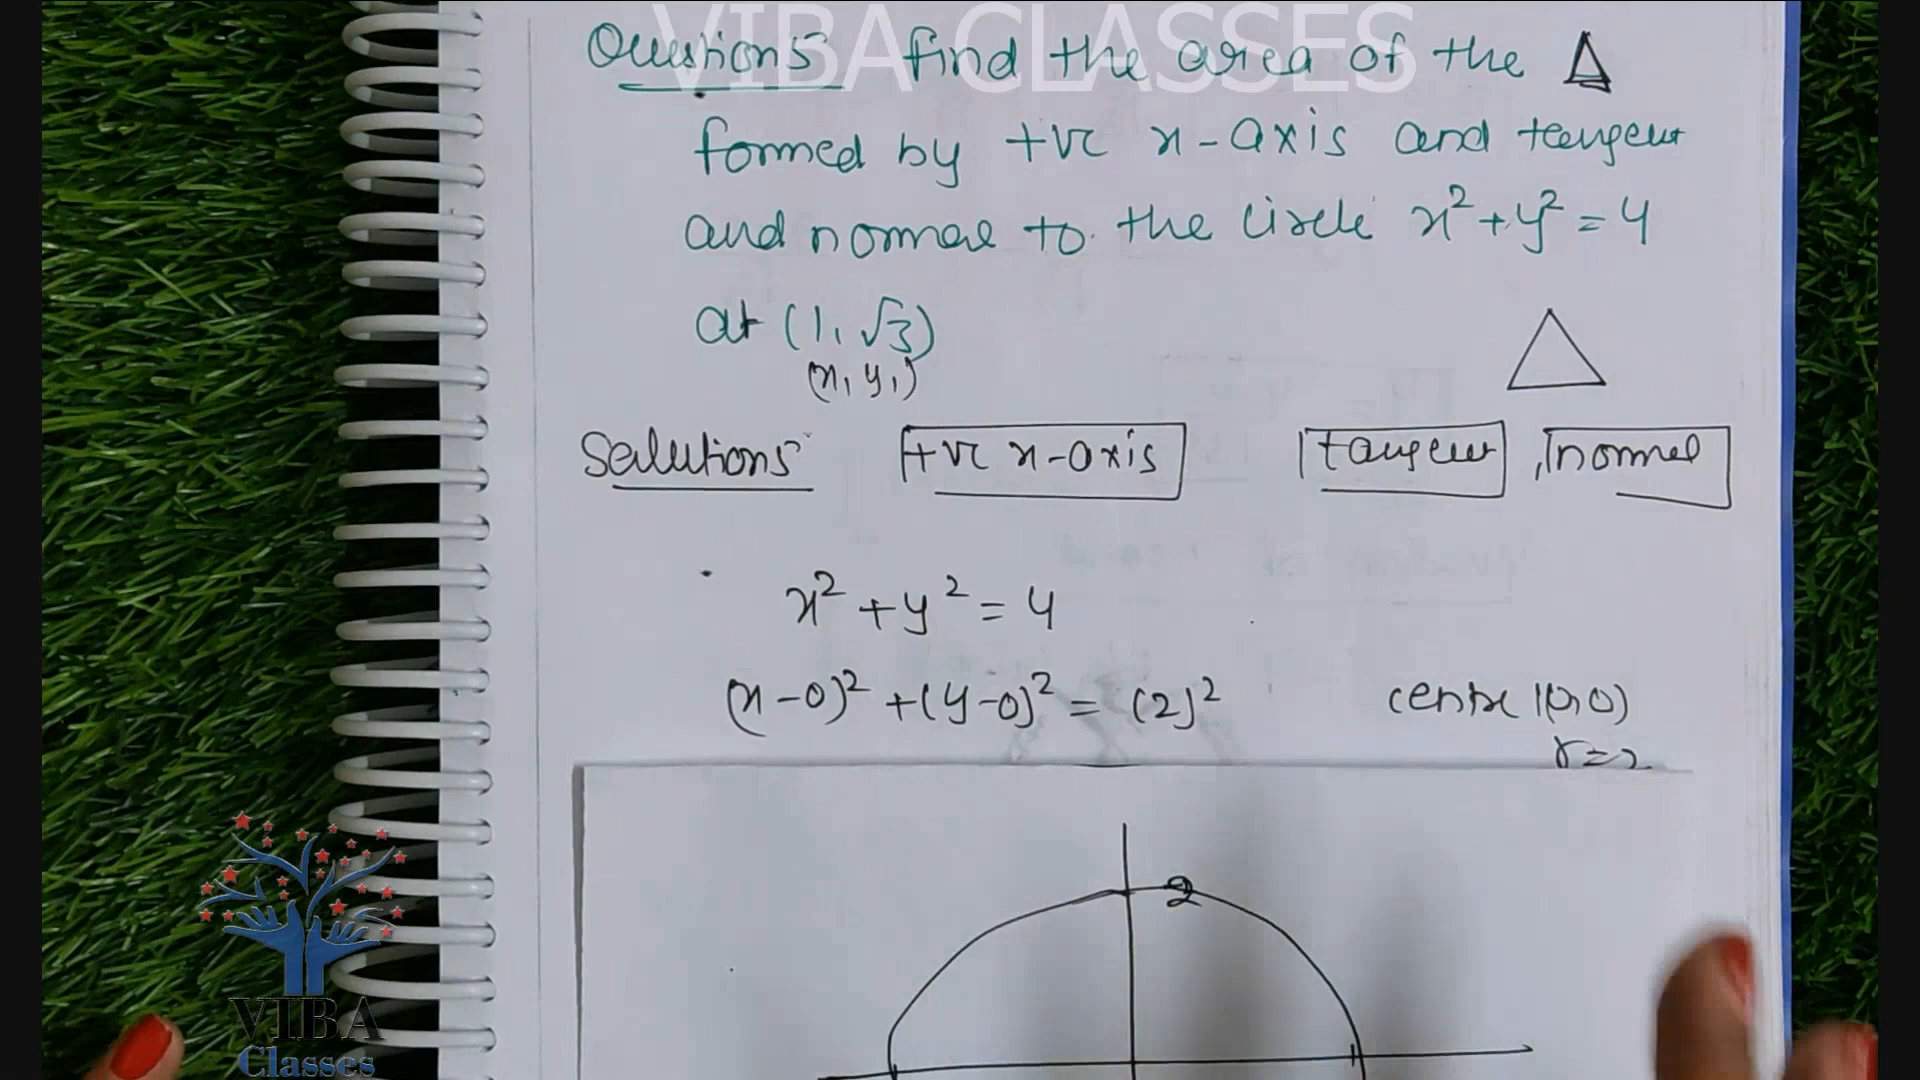 VIBA CLASSES
Questions find the area of the Δ
formed by +ve x-axis and tangent
and normal to the circle x² + y² = 4
at (1, √3)
(x₁ y₁)
Solutions +ve x-axis tangent , normal
x² + y² = 4
(x-0)² + (y-0)² = (2)² centre (0,0)
r=2
2
VIBA
Classes